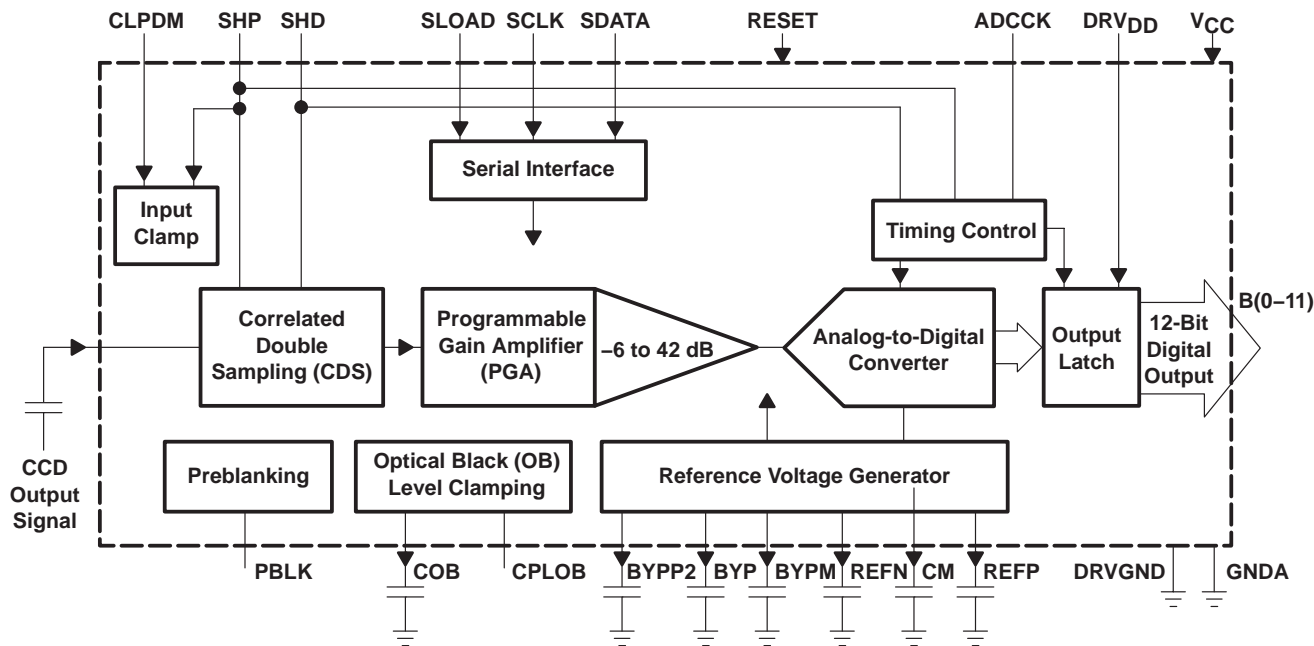 CLPDM SHP SHD SLOAD SCLK SDATA RESET ADCCK DRVDD VCC
Serial Interface
Input
Clamp
Timing Control
B(0–11)
Correlated
Double
Sampling (CDS)
Programmable
Gain Amplifier
(PGA)
–6 to 42 dB
Analog-to-Digital
Converter
Output
Latch
12-Bit
Digital
Output
CCD
Output
Signal
Preblanking
Optical Black (OB)
Level Clamping
Reference Voltage Generator
PBLK COB CPLOB BYPP2 BYP BYPM REFN CM REFP DRVGND GNDA